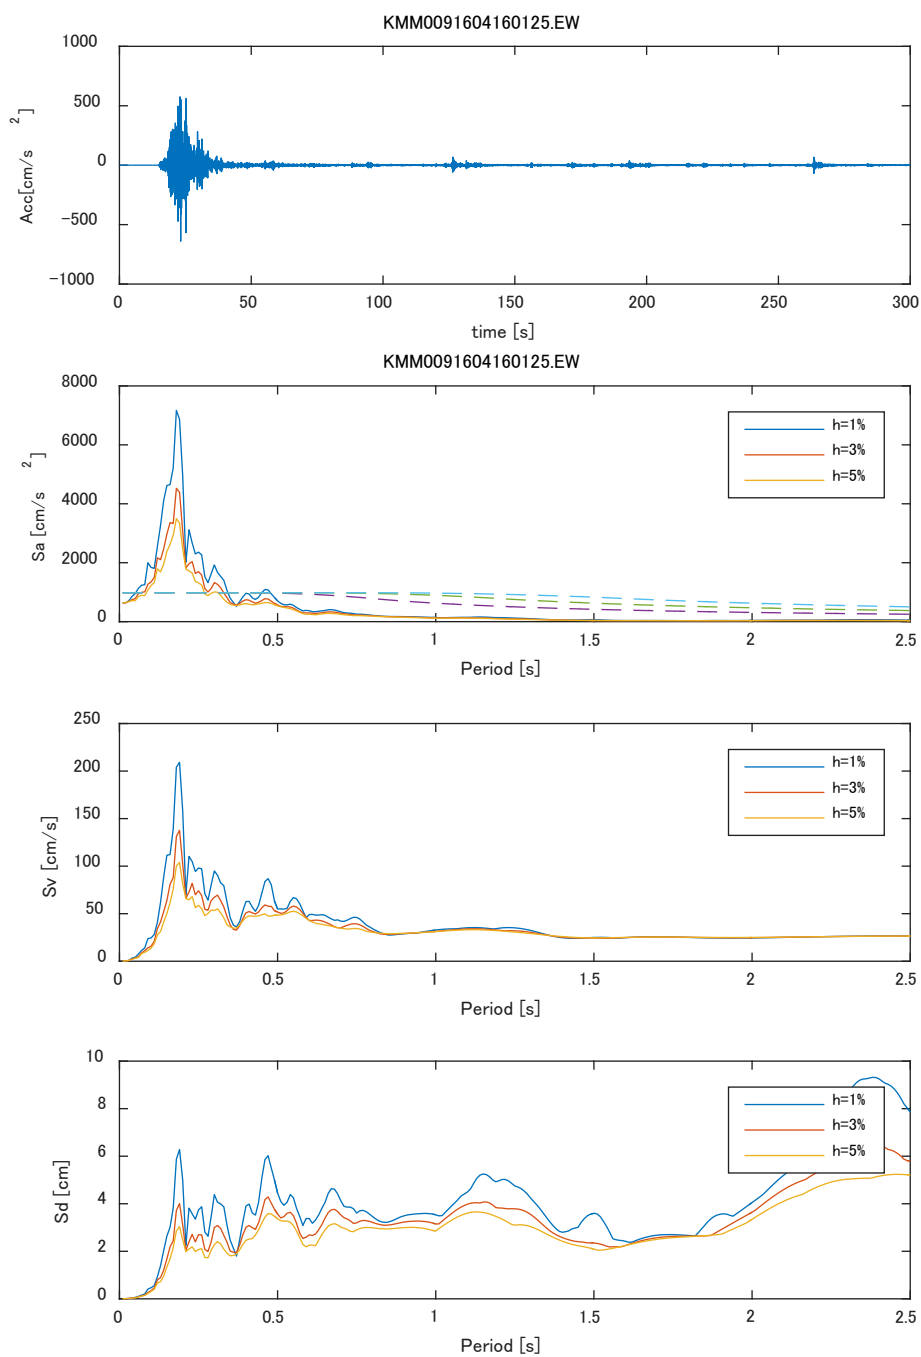 KMM0091604160125.EW
1000
500
0
−500
−1000
Acc[cm/s 2 ]
0 50 100 150 200 250 300
time [s]
KMM0091604160125.EW
8000
6000
4000
2000
0
Sa [cm/s 2 ]
h=1%
h=3%
h=5%
0 0.5 1 1.5 2 2.5
Period [s]
250
200
150
100
50
0
Sv [cm/s]
h=1%
h=3%
h=5%
0 0.5 1 1.5 2 2.5
Period [s]
10
8
6
4
2
0
Sd [cm]
h=1%
h=3%
h=5%
0 0.5 1 1.5 2 2.5
Period [s]